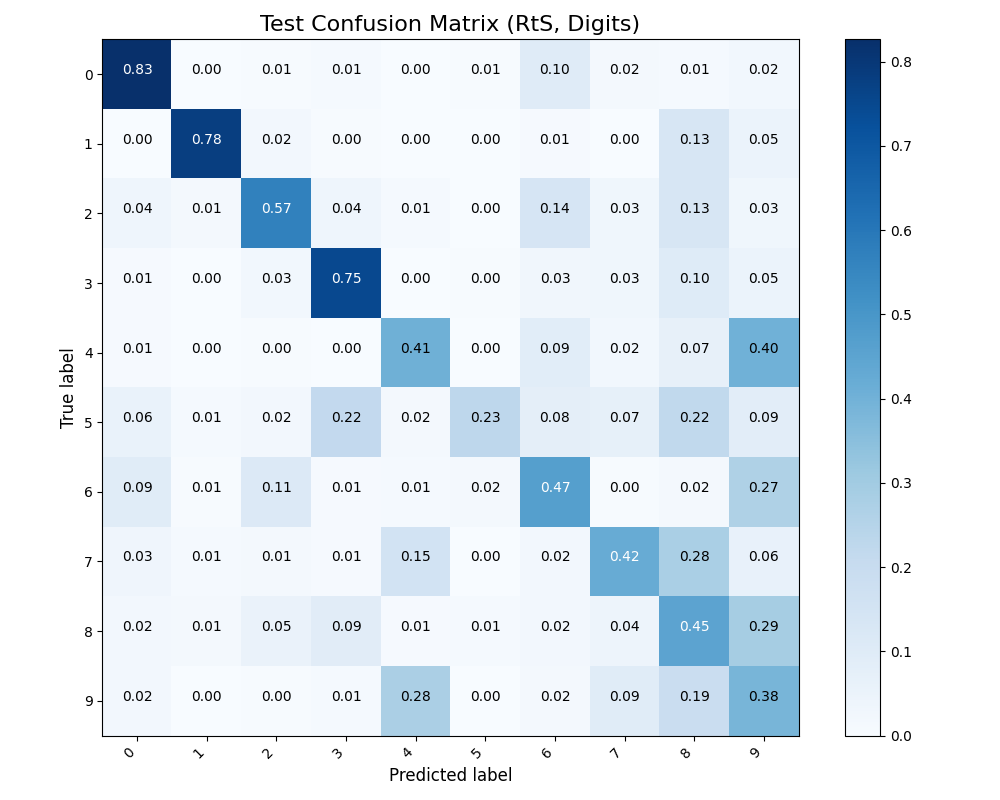 Test Confusion Matrix (RtS, Digits)
0 0.83 0.00 0.01 0.01 0.00 0.01 0.10 0.02 0.01 0.02
1 0.00 0.78 0.02 0.00 0.00 0.00 0.01 0.00 0.13 0.05
2 0.04 0.01 0.57 0.04 0.01 0.00 0.14 0.03 0.13 0.03
3 0.01 0.00 0.03 0.75 0.00 0.00 0.03 0.03 0.10 0.05
4 0.01 0.00 0.00 0.00 0.41 0.00 0.09 0.02 0.07 0.40
5 0.06 0.01 0.02 0.22 0.02 0.23 0.08 0.07 0.22 0.09
6 0.09 0.01 0.11 0.01 0.01 0.02 0.47 0.00 0.02 0.27
7 0.03 0.01 0.01 0.01 0.15 0.00 0.02 0.42 0.28 0.06
8 0.02 0.01 0.05 0.09 0.01 0.01 0.02 0.04 0.45 0.29
9 0.02 0.00 0.00 0.01 0.28 0.00 0.02 0.09 0.19 0.38
0 1 2 3 4 5 6 7 8 9
Predicted label
True label
0.8
0.7
0.6
0.5
0.4
0.3
0.2
0.1
0.0